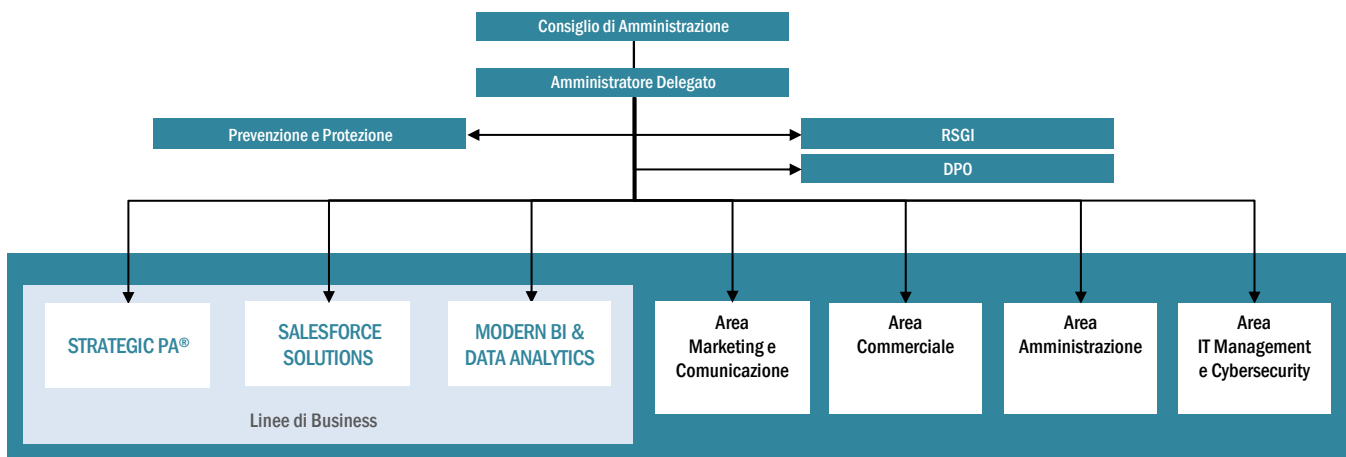 Consiglio di Amministrazione
Amministratore Delegato
Prevenzione e Protezione
RSGI
DPO
STRATEGIC PA®
SALESFORCE
SOLUTIONS
MODERN BI &
DATA ANALYTICS
Linee di Business
Area
Marketing e
Comunicazione
Area
Commerciale
Area
Amministrazione
Area
IT Management
e Cybersecurity